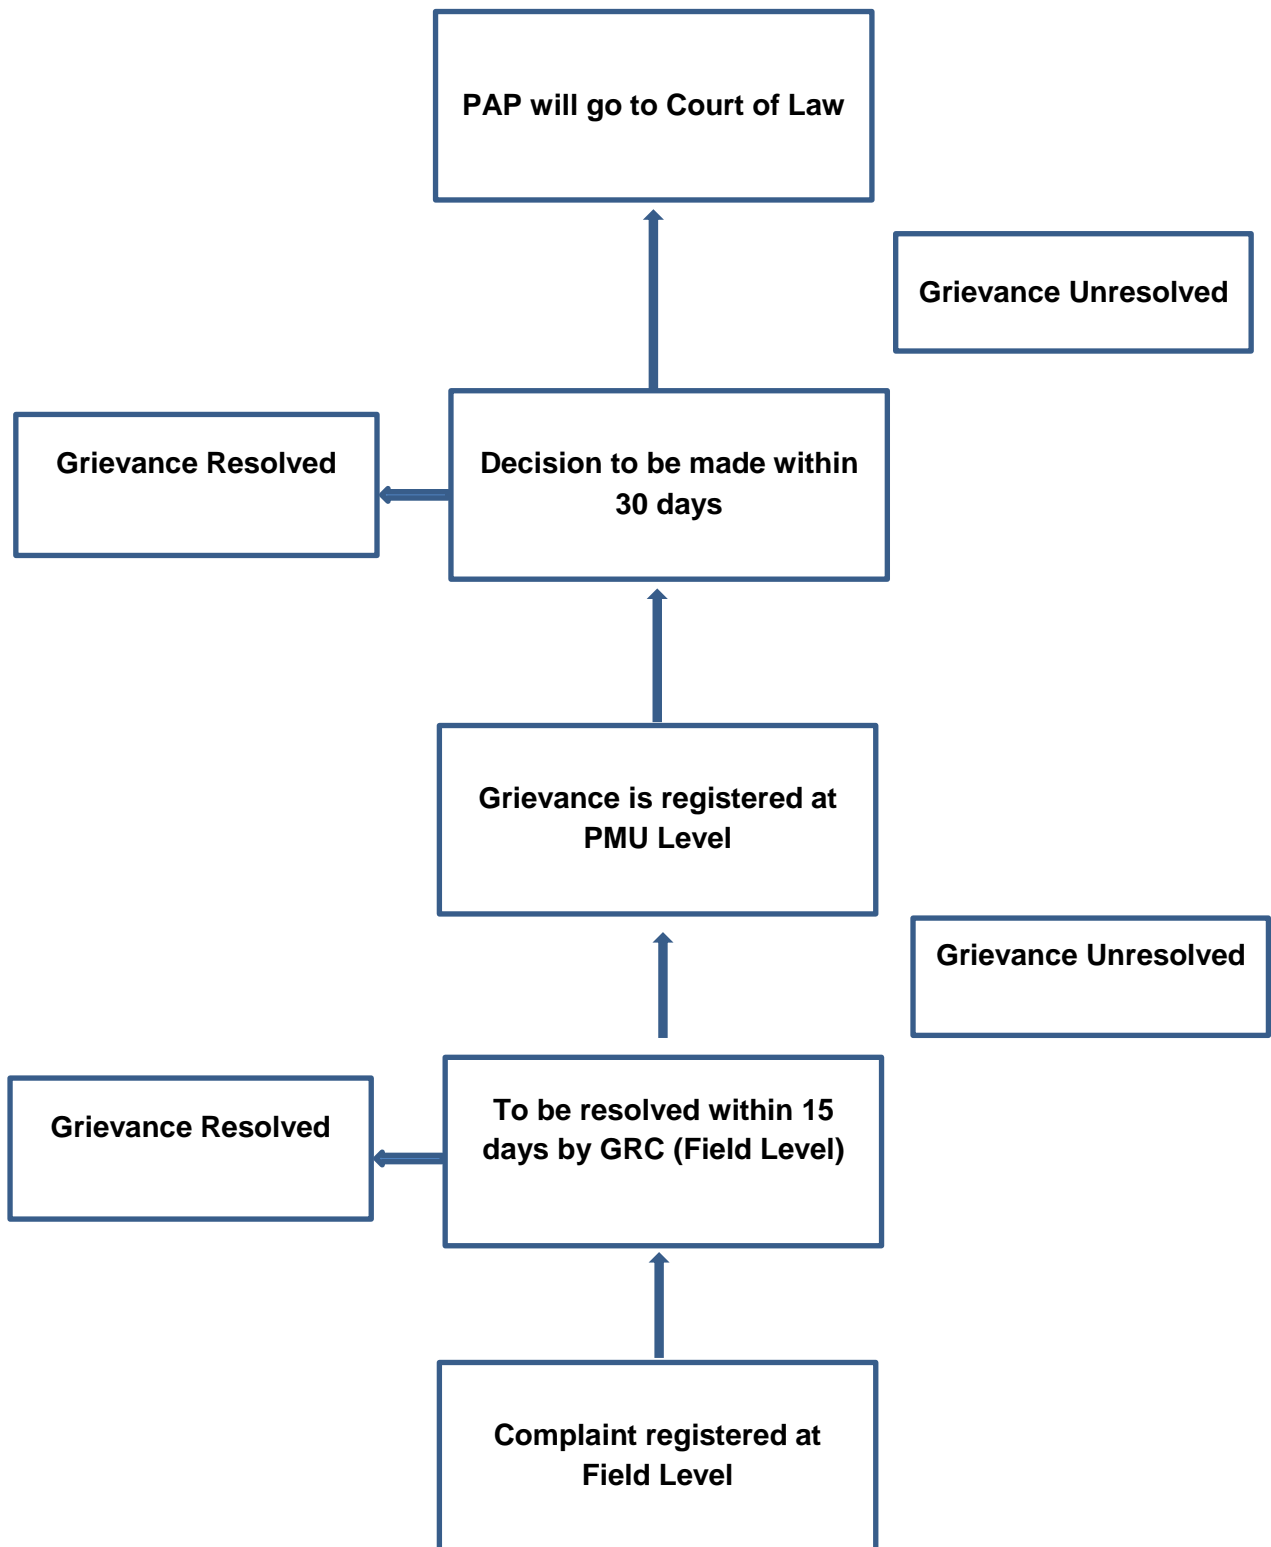 PAP will go to Court of Law
Grievance Unresolved
Grievance Resolved
Decision to be made within
30 days
Grievance is registered at
PMU Level
Grievance Unresolved
Grievance Resolved
To be resolved within 15
days by GRC (Field Level)
Complaint registered at
Field Level